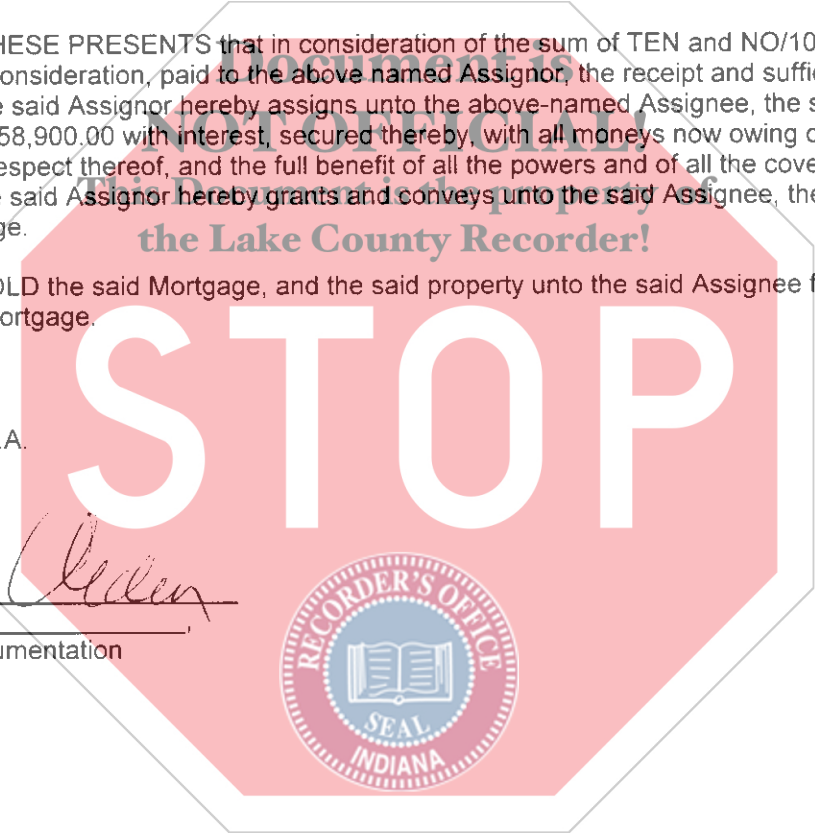 HESE PRESENTS that in consideration of the sum of TEN and NO/10
Document is
onsideration, paid to the above named Assignor, the receipt and suffi
e said Assignor hereby assigns unto the above-named Assignee, the s
NOT OFFICIAL!
58,900.00 with interest, secured thereby, with all moneys now owing o
espect thereof, and the full benefit of all the powers and of all the cove
This Document is the property of
e said Assignor hereby grants and conveys unto the said Assignee, the
ge.
the Lake County Recorder!
OLD the said Mortgage, and the said property unto the said Assignee f
ortgage.
STOP
.A.
umentation
RECORDER'S OFFICE
SEAL
INDIANA